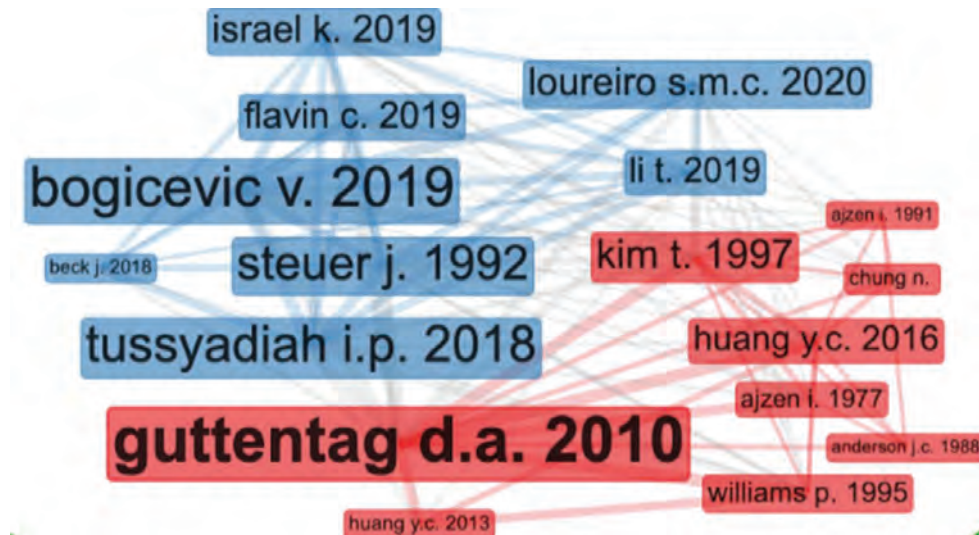 israel k. 2019
loureiro s.m.c. 2020
flavin c. 2019
li t. 2019
bogicevic v. 2019
ajzen i. 1991
kim t. 1997
steuer j. 1992
beck j. 2018
chung n.
huang y.c. 2016
tussyadiah i.p. 2018
ajzen i. 1977
guttentag d.a. 2010
anderson j.c. 1988
williams p. 1995
huang y.c. 2013